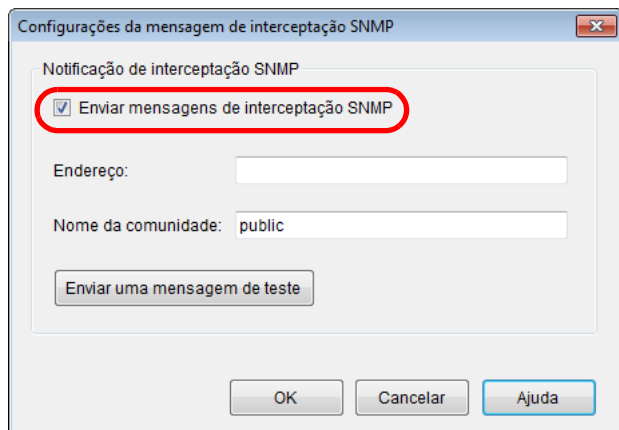 Configurações da mensagem de interceptação SNMP
Notificação de interceptação SNMP
Enviar mensagens de interceptação SNMP
Endereço:
Nome da comunidade: public
Enviar uma mensagem de teste
OK Cancelar Ajuda